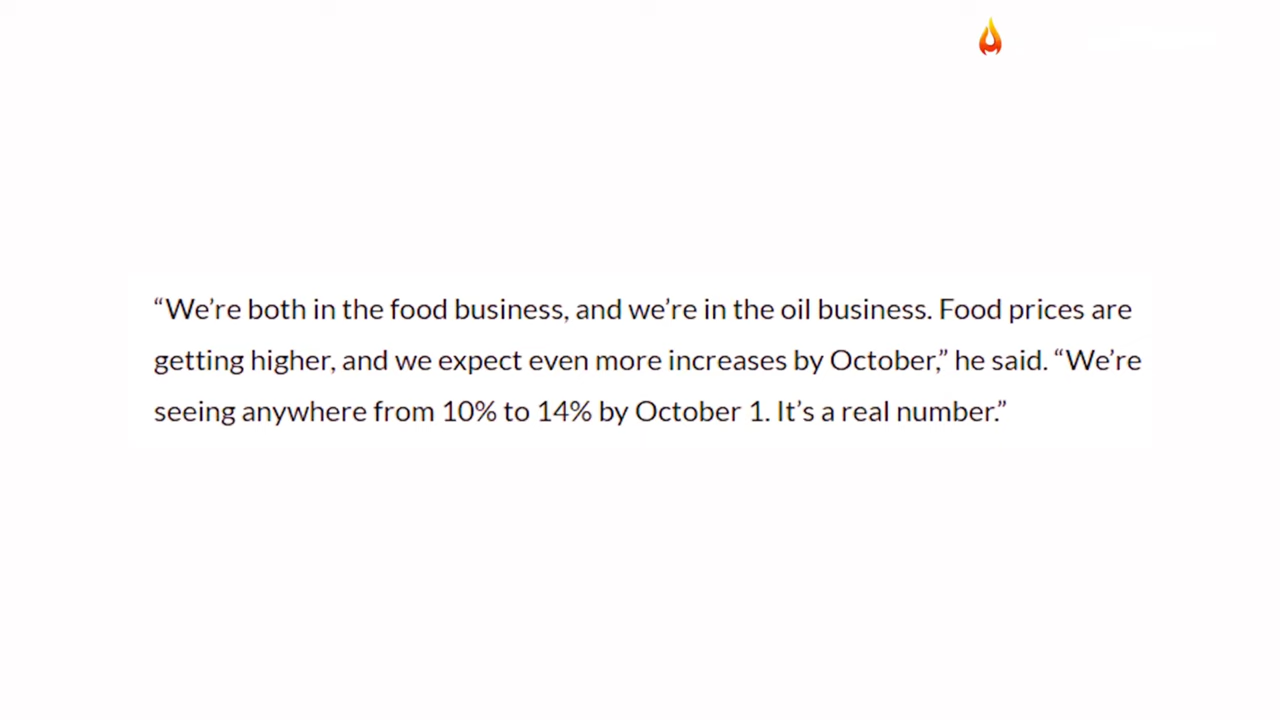 “We’re both in the food business, and we’re in the oil business. Food prices are
getting higher, and we expect even more increases by October,” he said. “We’re
seeing anywhere from 10% to 14% by October 1. It’s a real number.”